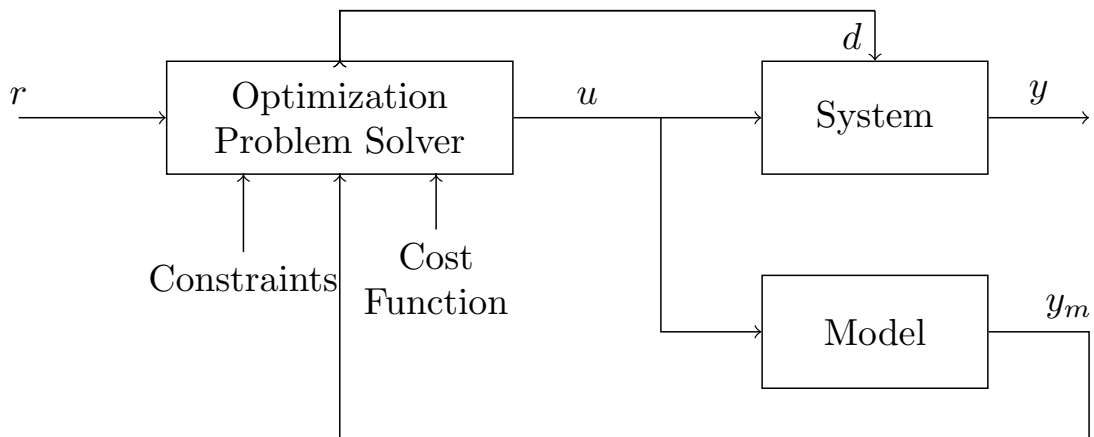 d
r
Optimization
Problem Solver
u
System
y
Constraints
Cost
Function
Model
y_m